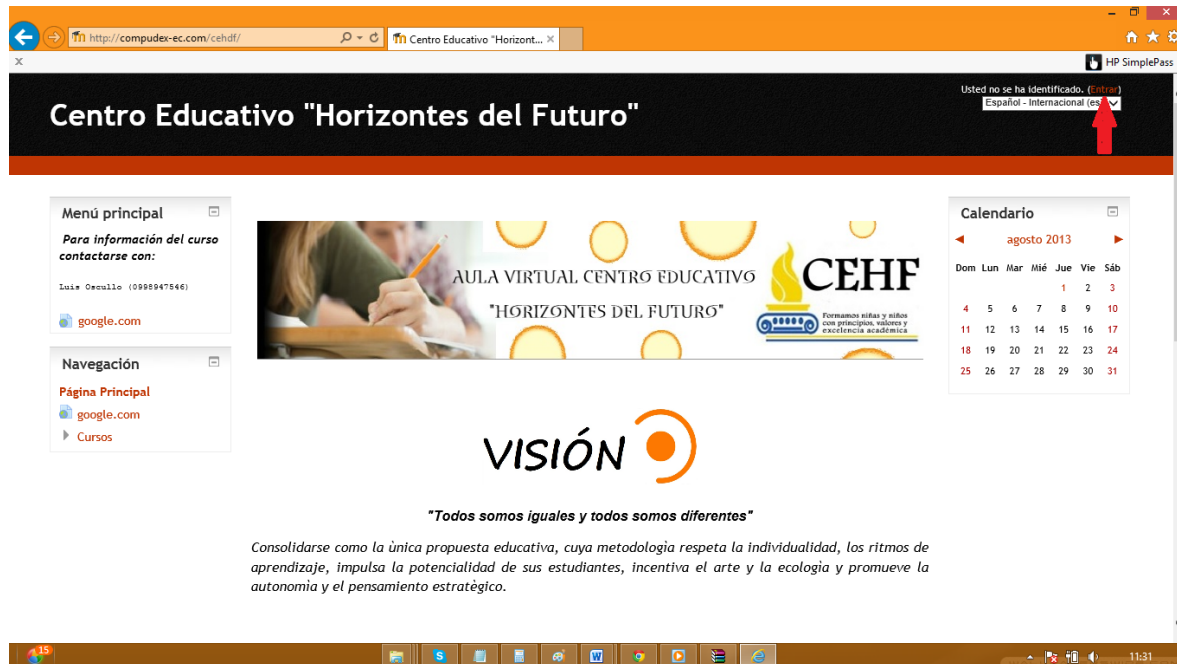 http://compudex-ec.com/cehdf/
Centro Educativo "Horizont...
x
HP SimplePass
Usted no se ha identificado. (Entrar)
Español - Internacional (es)
Centro Educativo "Horizontes del Futuro"
Menú principal
Para información del curso
contactarse con:
Luis Oscullo (0998947546)
google.com
Navegación
Página Principal
google.com
Cursos
AULA VIRTUAL CENTRO EDUCATIVO
"HORIZONTES DEL FUTURO"
CEHF
Formamos niñas y niños
con principios, valores y
excelencia académica
VISIÓN
"Todos somos iguales y todos somos diferentes"
Consolidarse como la ùnica propuesta educativa, cuya metodologìa respeta la individualidad, los ritmos de
aprendizaje, impulsa la potencialidad de sus estudiantes, incentiva el arte y la ecologìa y promueve la
autonomìa y el pensamiento estratègico.
Calendario
agosto 2013
Dom Lun Mar Mié Jue Vie Sáb
1 2 3
4 5 6 7 8 9 10
11 12 13 14 15 16 17
18 19 20 21 22 23 24
25 26 27 28 29 30 31
15
11:31